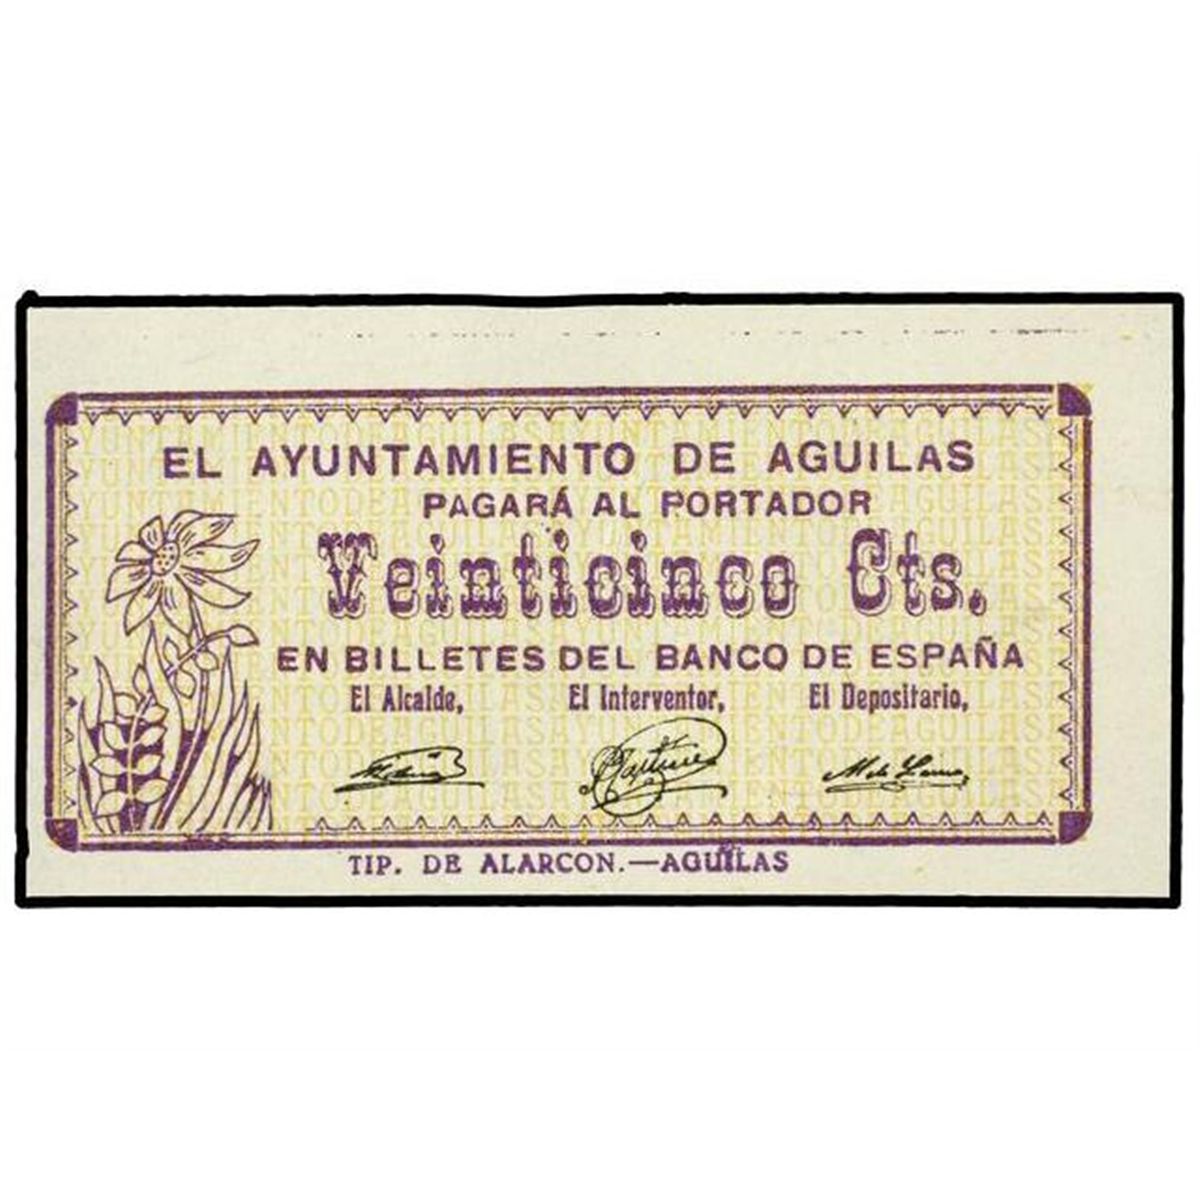 EL AYUNTAMIENTO DE AGUILAS
PAGARÁ AL PORTADOR
Veinticinco Cts.
EN BILLETES DEL BANCO DE ESPAÑA
El Alcalde, El Interventor, El Depositario,
TIP. DE ALARCON.—AGUILAS